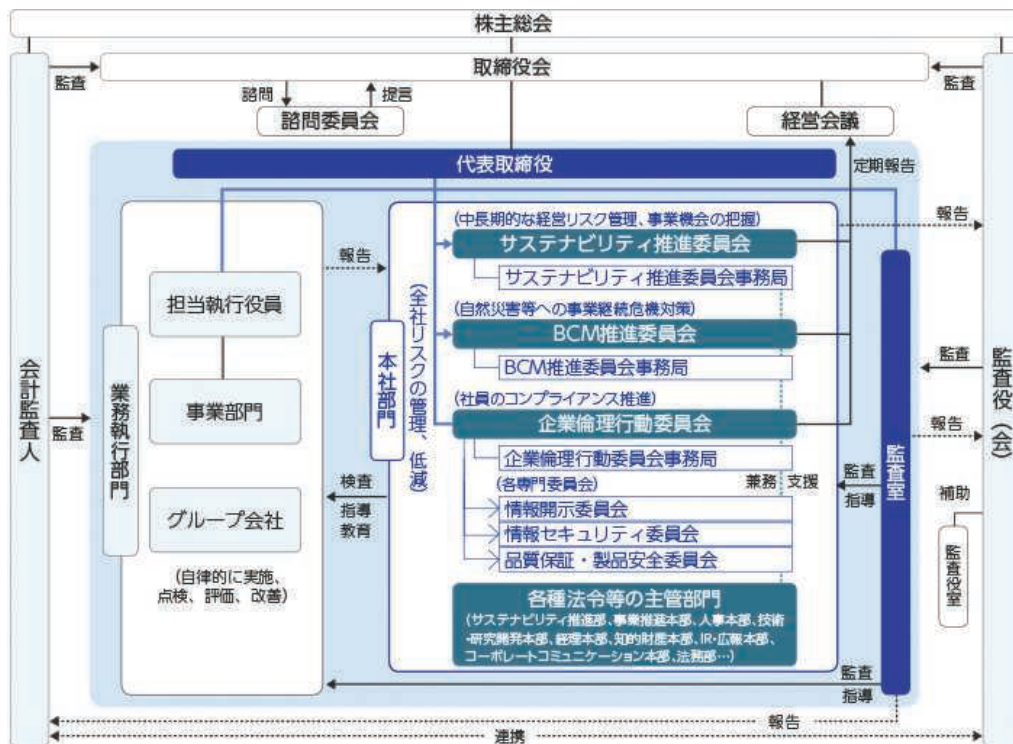 株主総会
取締役会
監査
監査
諮問
提言
諮問委員会
経営会議
代表取締役
定期報告
(中長期的な経営リスク管理、事業機会の把握)
報告
サステナビリティ推進委員会
報告
サステナビリティ推進委員会事務局
担当執行役員
(自然災害等への事業継続危機対策)
BCM推進委員会
BCM推進委員会事務局
監査
会計監査人
業務執行部門
本社部門
(全社リスクの管理、低減)
監査室
監査役(会)
事業部門
(社員のコンプライアンス推進)
企業倫理行動委員会
監査
報告
企業倫理行動委員会事務局
(各専門委員会)
兼務
支援
監査
指導
検査
指導
教育
補助
グループ会社
情報開示委員会
情報セキュリティ委員会
品質保証・製品安全委員会
監査役室
(自律的に実施、
点検、評価、改善)
各種法令等の主管部門
(サステナビリティ推進部、事業推進本部、人事本部、技術
・研究開発本部、経理本部、知的財産本部、IR・広報本部、
コーポレートコミュニケーション本部、法務部…)
監査
指導
報告
連携